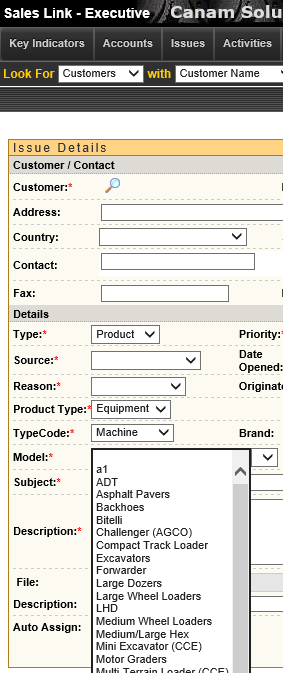 Sales Link - Executive Canam Solu
Key Indicators Accounts Issues Activities
Look For Customers with Customer Name
Issue Details
Customer / Contact
Customer:*
Address:
Country:
Contact:
Fax:
Details
Type:* Product Priority:*
Source:* Date Opened:
Reason:* Originato
Product Type:* Equipment
TypeCode:* Machine Brand:
Model:*
Subject:*
Description:*
File:
Description:
Auto Assign:
a1
ADT
Asphalt Pavers
Backhoes
Bitelli
Challenger (AGCO)
Compact Track Loader
Excavators
Forwarder
Large Dozers
Large Wheel Loaders
LHD
Medium Wheel Loaders
Medium/Large Hex
Mini Excavator (CCE)
Motor Graders
Multi Terrain Loader (CCE)